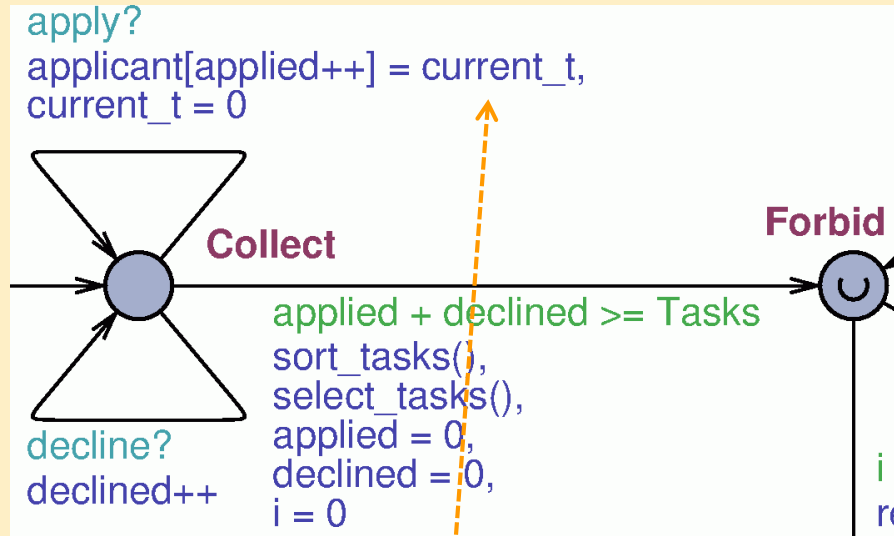 apply?
applicant[applied++] = current_t,
current_t = 0
Collect
Forbid
applied + declined >= Tasks
sort_tasks(),
select_tasks(),
applied = 0,
declined = 0,
i = 0
decline?
declined++
i
re